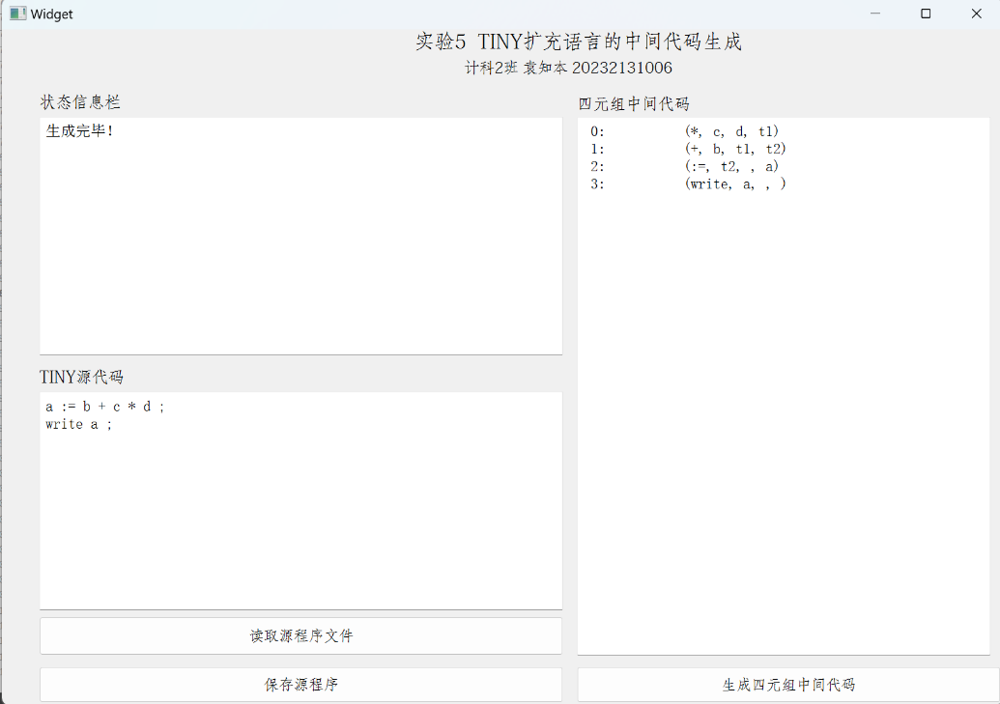 Widget
实验5 TINY扩充语言的中间代码生成
计科2班 袁知本 20232131006
状态信息栏
生成完毕!
TINY源代码
a := b + c * d ;
write a ;
读取源程序文件
保存源程序
四元组中间代码
0: (*, c, d, t1)
1: (+, b, t1, t2)
2: (:=, t2, , a)
3: (write, a, , )
生成四元组中间代码